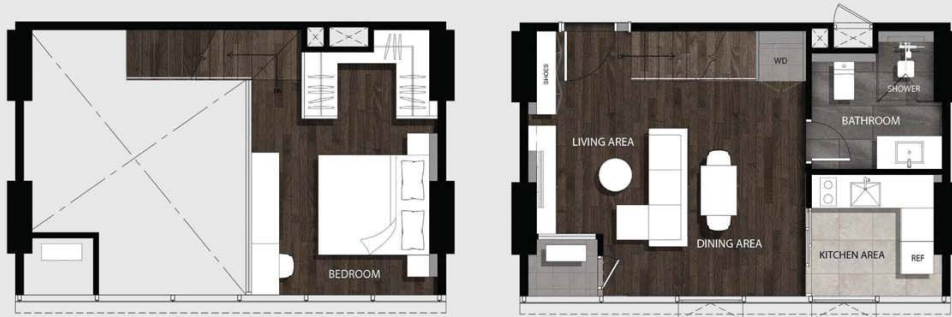 BEDROOM
SHOES
WD
SHOWER
BATHROOM
LIVING AREA
DINING AREA
KITCHEN AREA
REF